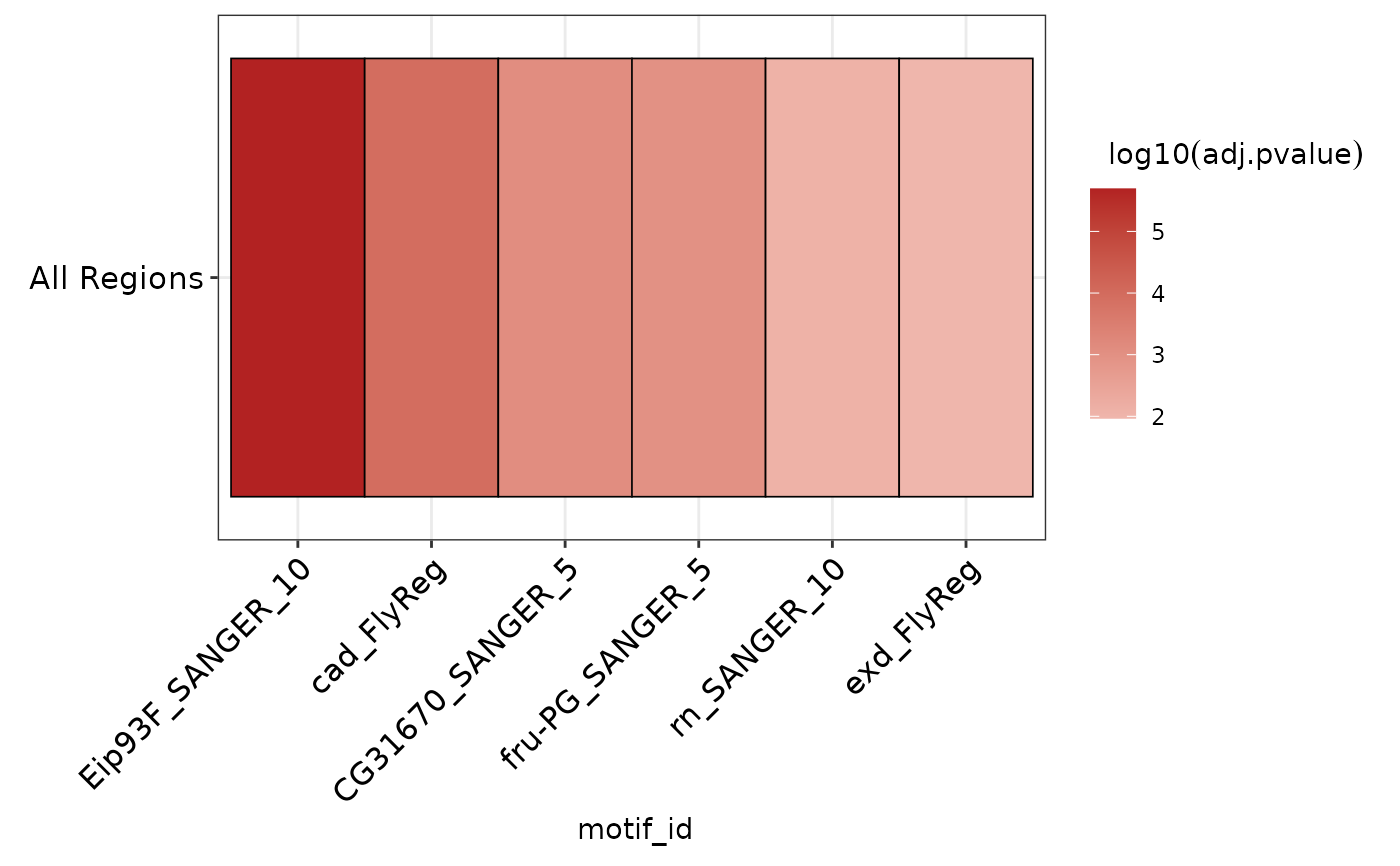 log10(adj.pvalue)
5
4
3
2
All Regions
Eip93F_SANGER_10
cad_FlyReg
CG31670_SANGER_5
fru-PG_SANGER_5
rn_SANGER_10
exd_FlyReg
motif_id